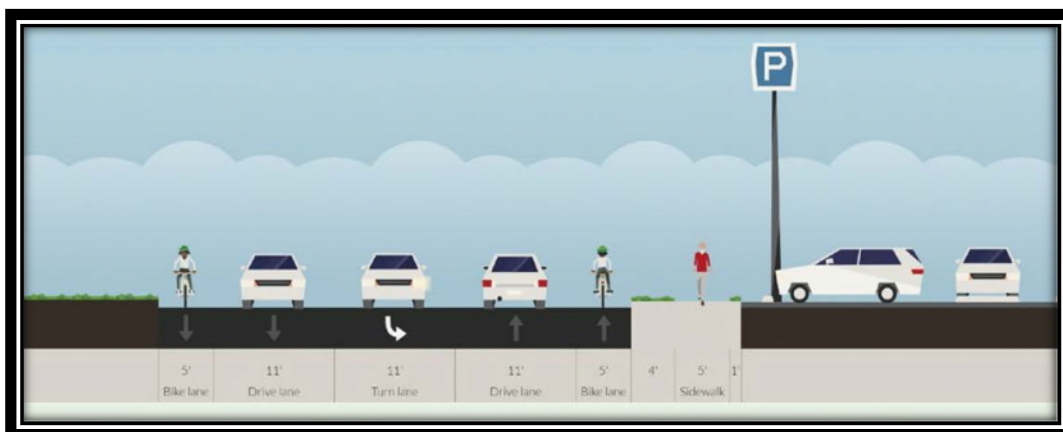 P
5' 11' 11' 11' 5' 4' 5' 1'
Bike lane Drive lane Turn lane Drive lane Bike lane Sidewalk